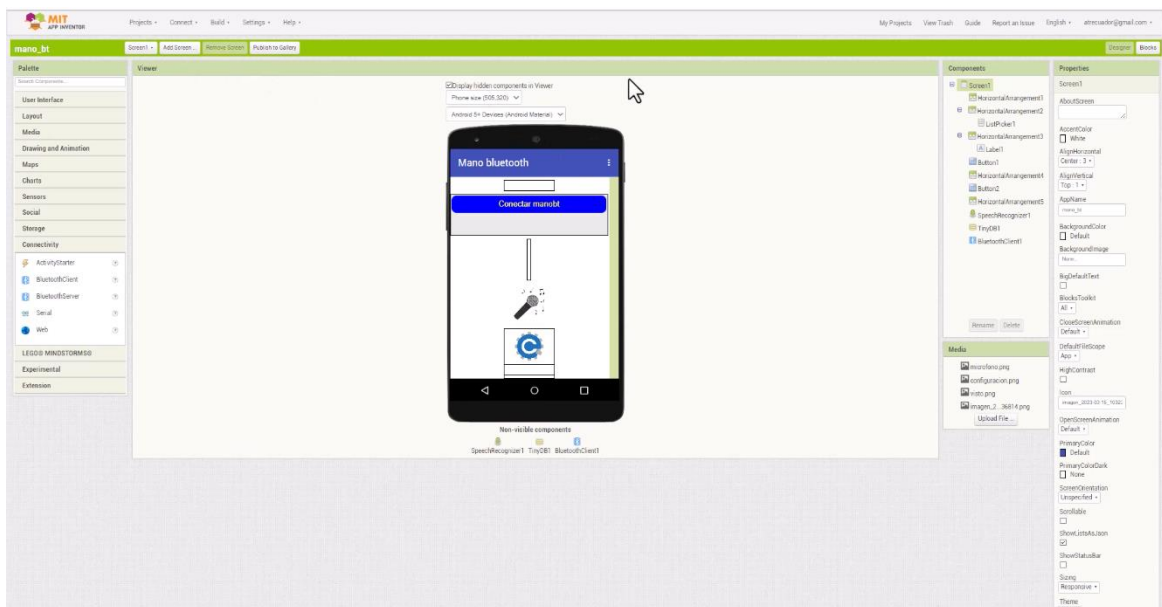 MIT
APP INVENTOR
Projects
Connect
Build
Settings
Help
My Projects
View Trash
Guide
Report an Issue
English
mano_bt
Screen1
Add Screen ...
Remove Screen
Publish to Gallery
Designer
Blocks
Palette
Search Components...
User Interface
Layout
Media
Drawing and Animation
Maps
Charts
Sensors
Social
Storage
Connectivity
ActivityStarter
BluetoothClient
BluetoothServer
Serial
Web
LEGO® MINDSTORMS®
Experimental
Extension
Viewer
Display hidden components in Viewer
Phone size (505,320)
Android 5+ Devices (Android Material)
Mano bluetooth
Conectar manobt
Non-visible components
SpeechRecognizer1 TinyDB1 BluetoothClient1
Components
Screen1
HorizontalArrangement1
HorizontalArrangement2
ListPicker1
HorizontalArrangement3
Label1
Button1
HorizontalArrangement4
Button2
HorizontalArrangement5
SpeechRecognizer1
TinyDB1
BluetoothClient1
Rename
Delete
Media
microfono.png
configuracion.png
visto.png
Upload File ...
Properties
Screen1
AboutScreen
AccentColor
White
AlignHorizontal
Center : 3
AlignVertical
Top : 1
AppName
mano_bt
BackgroundColor
Default
BackgroundImage
None...
BigDefaultText
BlocksToolkit
All
CloseScreenAnimation
Default
DefaultFileScope
App
HighContrast
Icon
OpenScreenAnimation
Default
PrimaryColor
Default
PrimaryColorDark
None
ScreenOrientation
Unspecified
Scrollable
ShowListsAsJson
ShowStatusBar
Sizing
Responsive
Theme